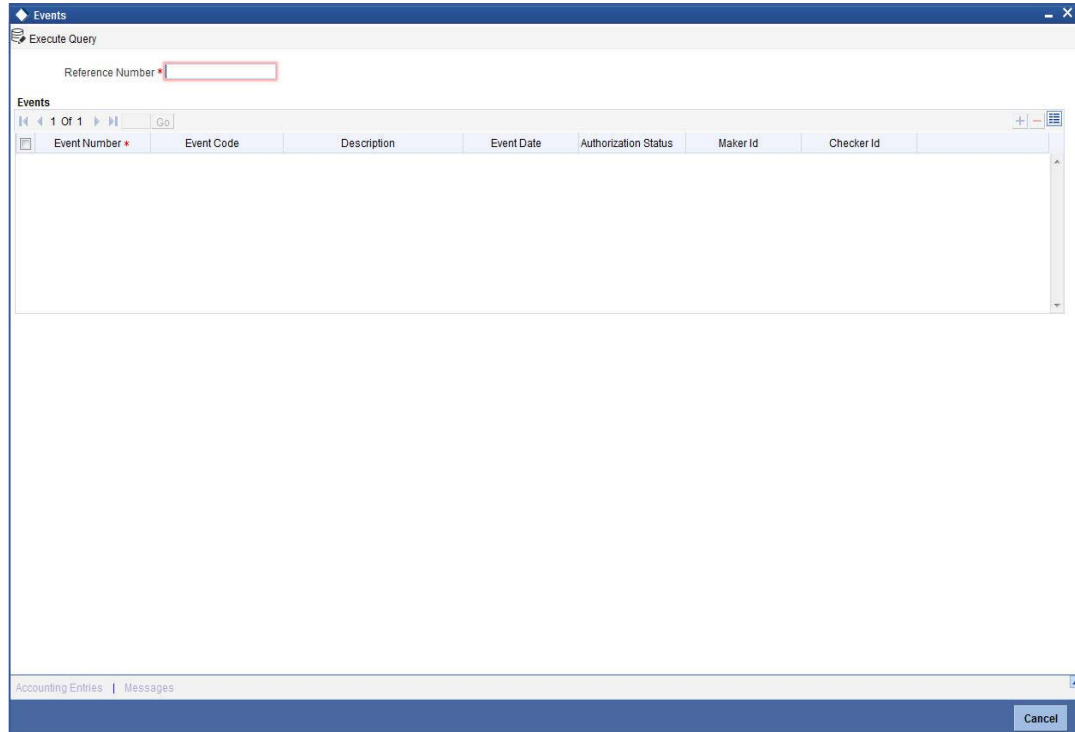 Events
Execute Query
Reference Number *
Events
1 Of 1 Go
Event Number * Event Code Description Event Date Authorization Status Maker Id Checker Id
Accounting Entries | Messages
Cancel